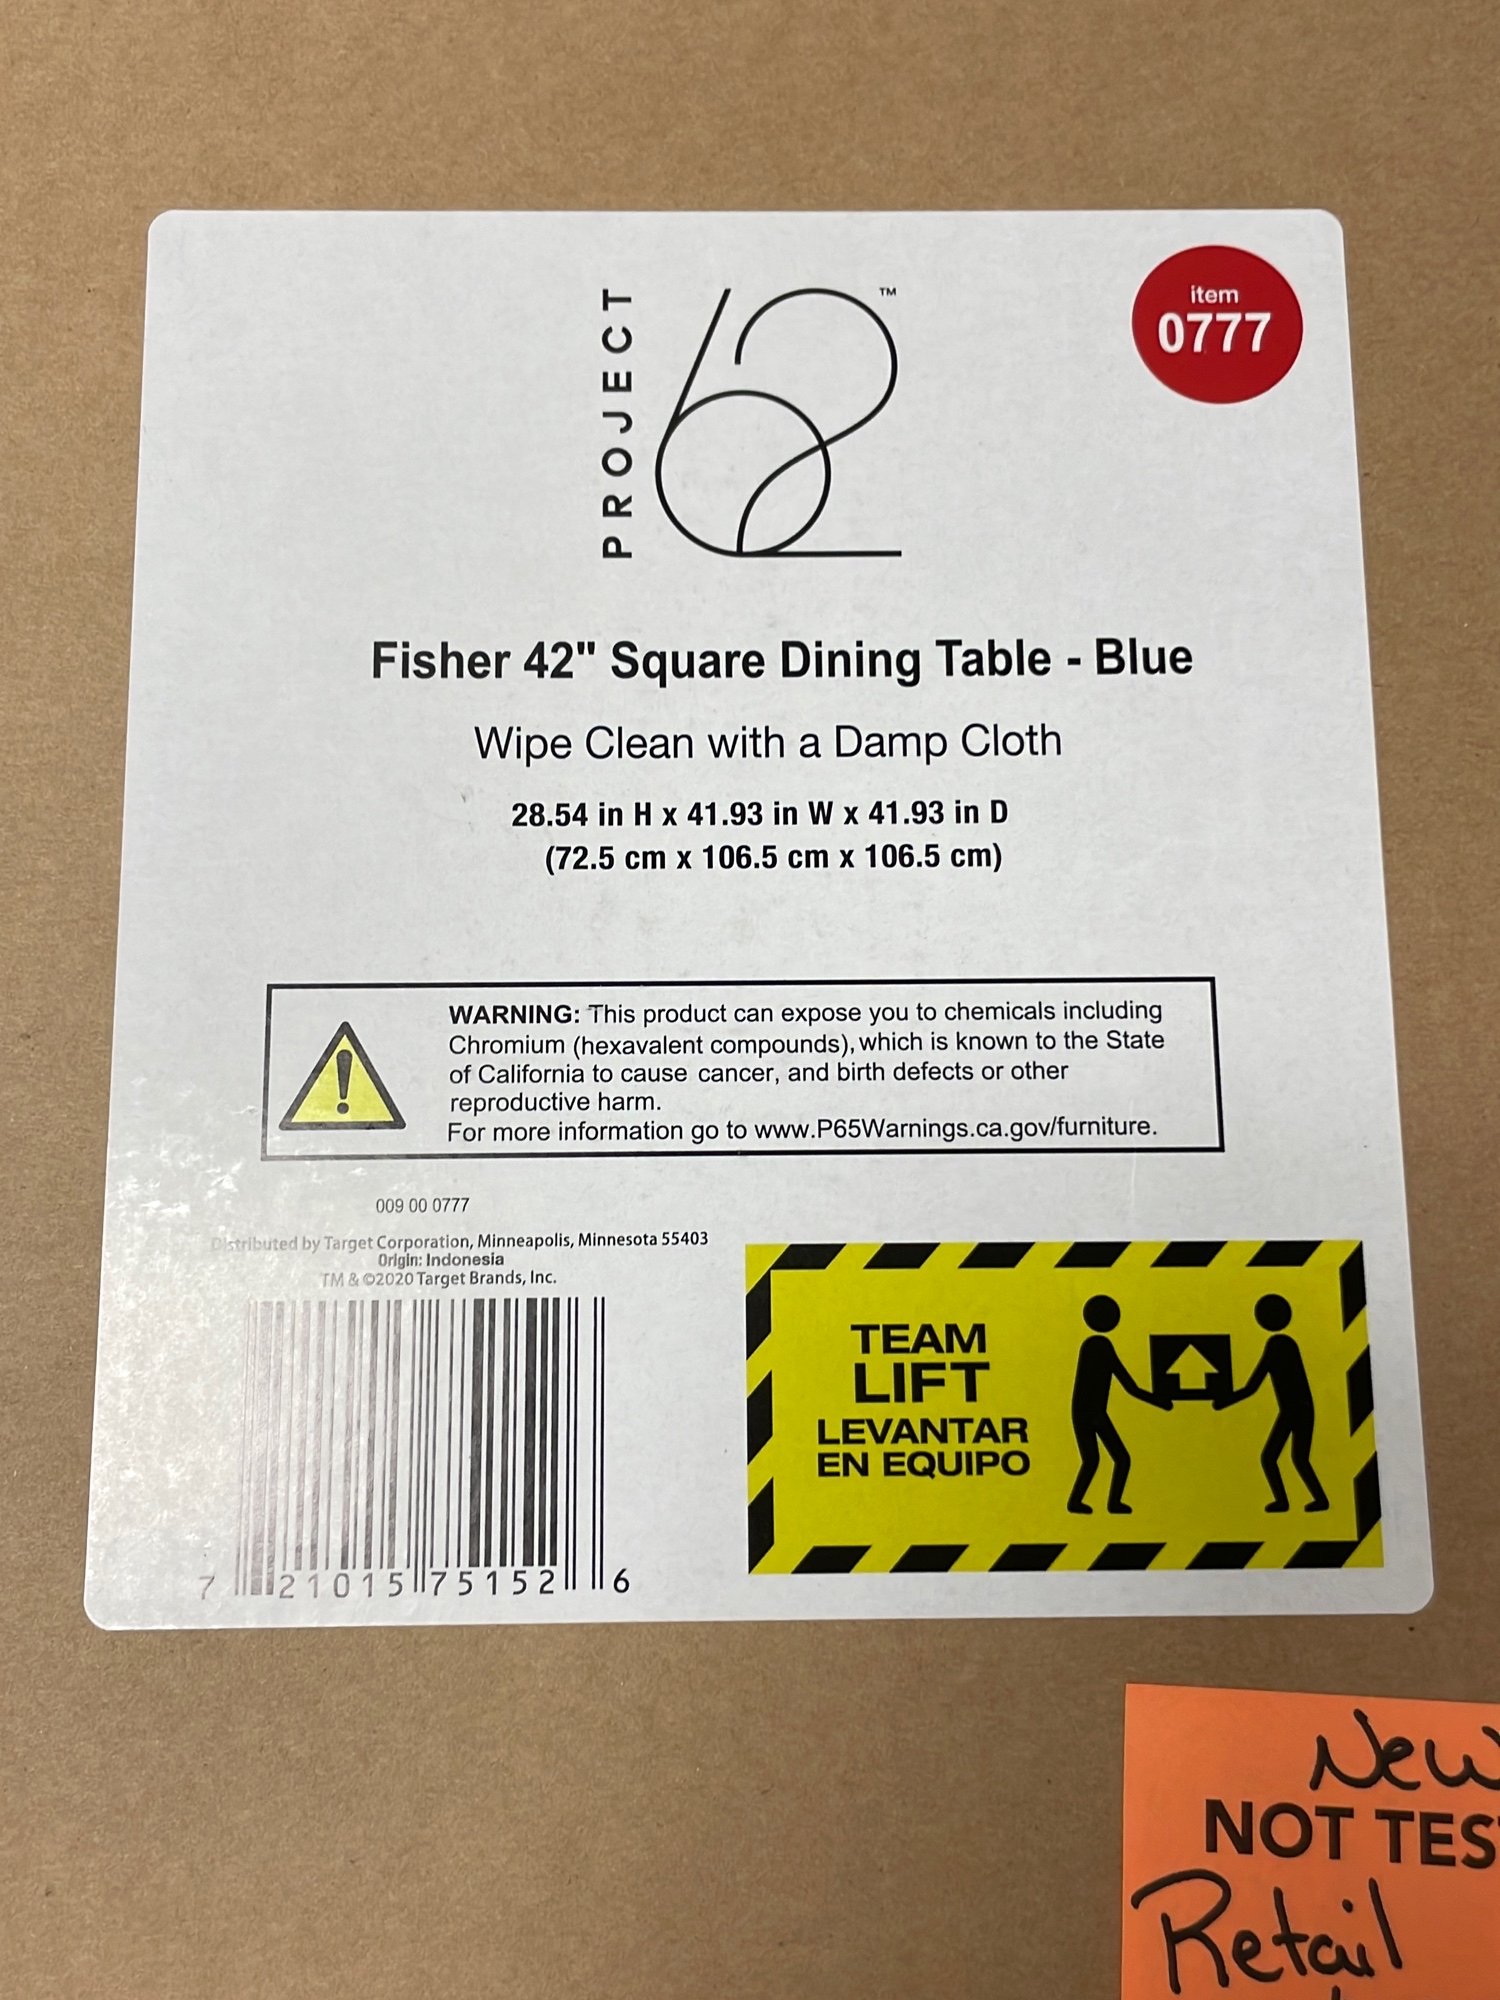 PROJECT 62™
item
0777
Fisher 42" Square Dining Table - Blue
Wipe Clean with a Damp Cloth
28.54 in H x 41.93 in W x 41.93 in D
(72.5 cm x 106.5 cm x 106.5 cm)
WARNING: This product can expose you to chemicals including
Chromium (hexavalent compounds), which is known to the State
of California to cause cancer, and birth defects or other
reproductive harm.
For more information go to www.P65Warnings.ca.gov/furniture.
009 00 0777
Distributed by Target Corporation, Minneapolis, Minnesota 55403
Origin: Indonesia
TM & ©2020 Target Brands, Inc.
7 21015 75152 6
TEAM
LIFT
LEVANTAR
EN EQUIPO
New
NOT TES
Retail